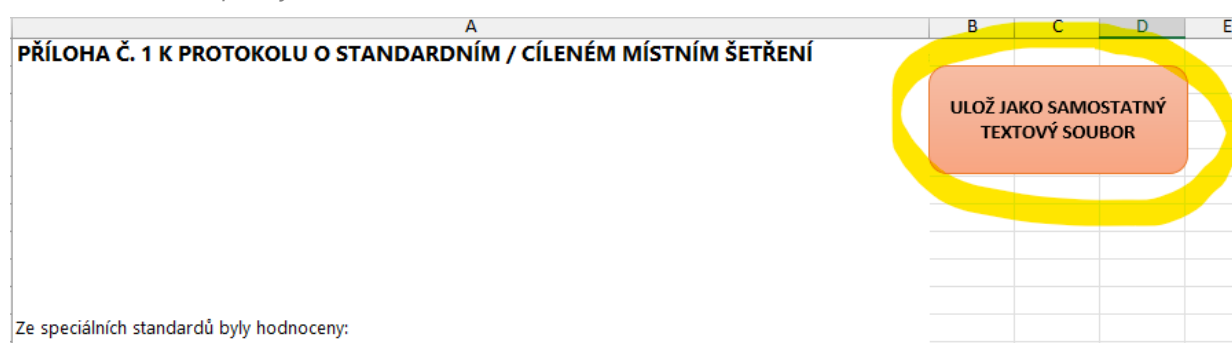 A B C D E
PŘÍLOHA Č. 1 K PROTOKOLU O STANDARDNÍM / CÍLENÉM MÍSTNÍM ŠETŘENÍ
ULOŽ JAKO SAMOSTATNÝ
TEXTOVÝ SOUBOR
Ze speciálních standardů byly hodnoceny: